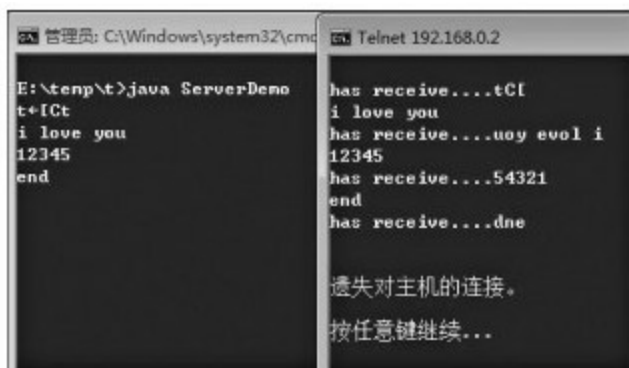 管理员: C:\Windows\system32\cmd
E:\temp\t>java ServerDemo
t←[Ct
i love you
12345
end
Telnet 192.168.0.2
has receive....tC[
i love you
has receive....uoy evol i
12345
has receive....54321
end
has receive....dne
遗失对主机的连接。
按任意键继续...